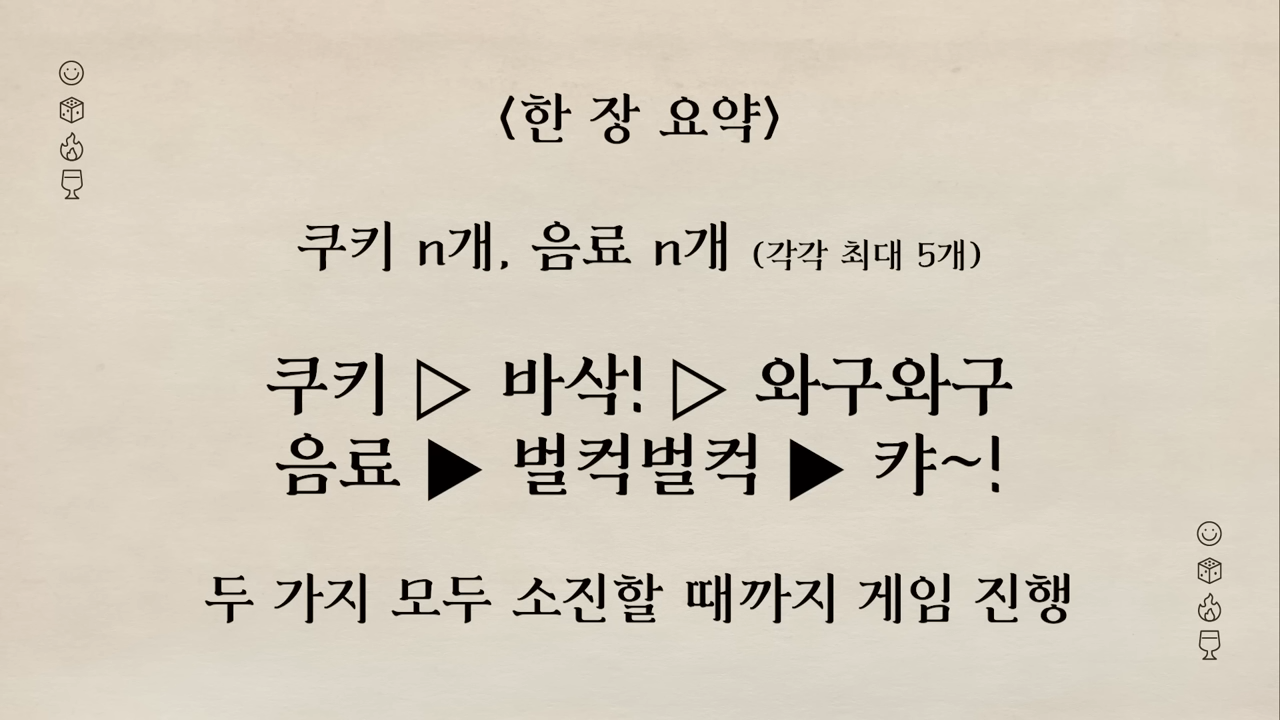 <한 장 요약>
쿠키 n개, 음료 n개 (각각 최대 5개)
쿠키 ▷ 바삭! ▷ 와구와구
음료 ▶ 벌컥벌컥 ▶ 캬~!
두 가지 모두 소진할 때까지 게임 진행